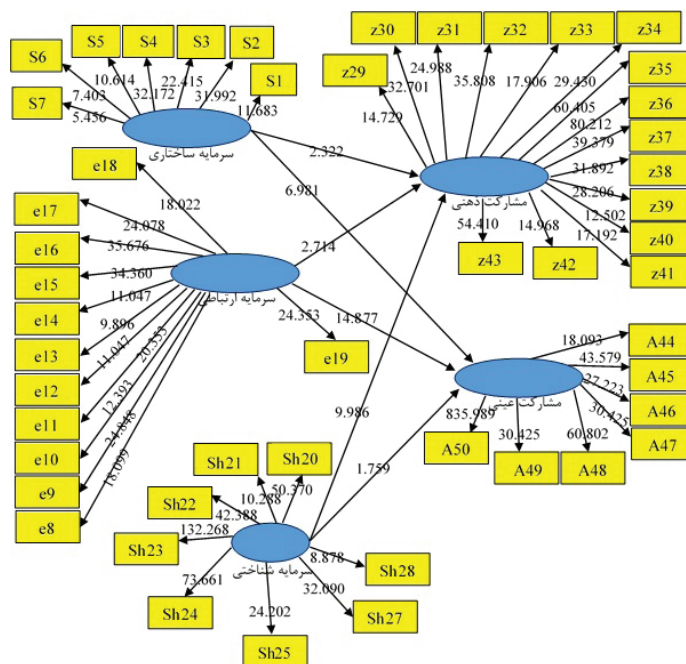 S6
S5
S4
S3
S2
S1
S7
10.614
32.172
22.415
31.992
11.683
7.403
5.456
سرمایه ساختاری
z30
z31
z32
z33
z34
z29
z35
z36
z37
z38
z39
z40
z41
z42
z43
14.729
32.701
24.988
35.808
17.906
29.430
60.405
80.212
39.379
31.892
28.206
12.502
17.192
14.968
54.410
مشارکت ذهنی
2.322
6.981
2.714
14.877
9.986
1.759
e18
e17
e16
e15
e14
e13
e12
e11
e10
e9
e8
e19
18.022
24.078
35.676
34.360
11.047
9.896
11.047
20.353
12.393
24.848
18.099
24.353
سرمایه ارتباطی
A44
A45
A46
A47
A48
A49
A50
18.093
43.579
27.223
30.425
60.802
30.425
835.989
مشارکت عینی
Sh20
Sh21
Sh22
Sh23
Sh24
Sh25
Sh27
Sh28
50.370
10.288
42.388
132.268
73.661
24.202
32.090
8.878
سرمایه شناختی